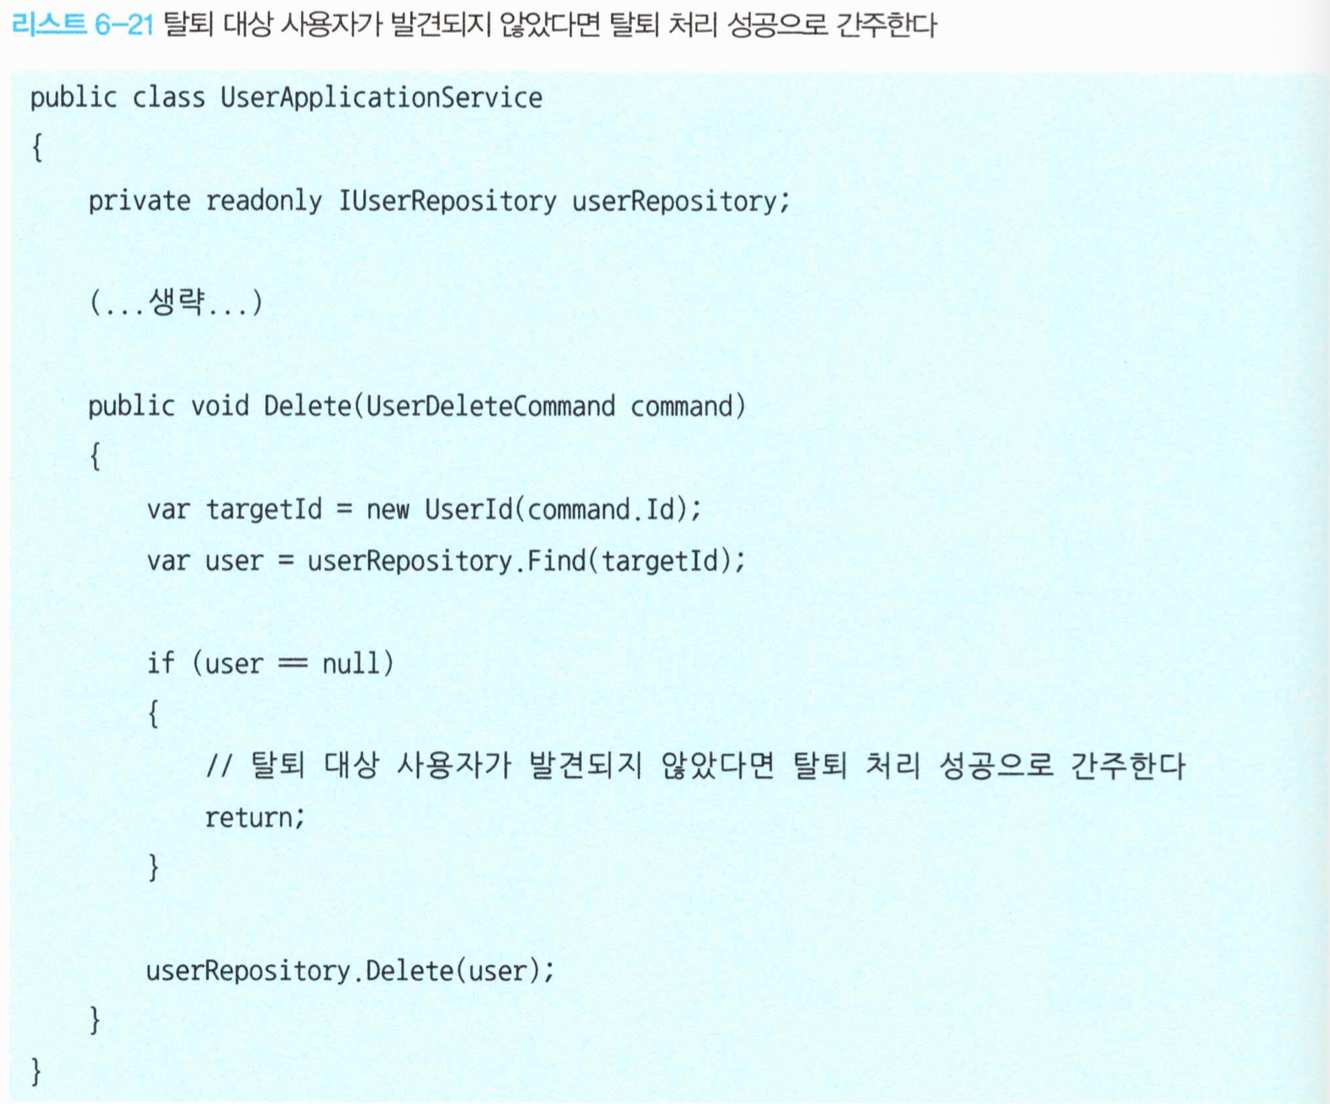 리스트 6-21 탈퇴 대상 사용자가 발견되지 않았다면 탈퇴 처리 성공으로 간주한다
public class UserApplicationService
{
    private readonly IUserRepository userRepository;

    (...생략...)

    public void Delete(UserDeleteCommand command)
    {
        var targetId = new UserId(command.Id);
        var user = userRepository.Find(targetId);

        if (user == null)
        {
            // 탈퇴 대상 사용자가 발견되지 않았다면 탈퇴 처리 성공으로 간주한다
            return;
        }

        userRepository.Delete(user);
    }
}